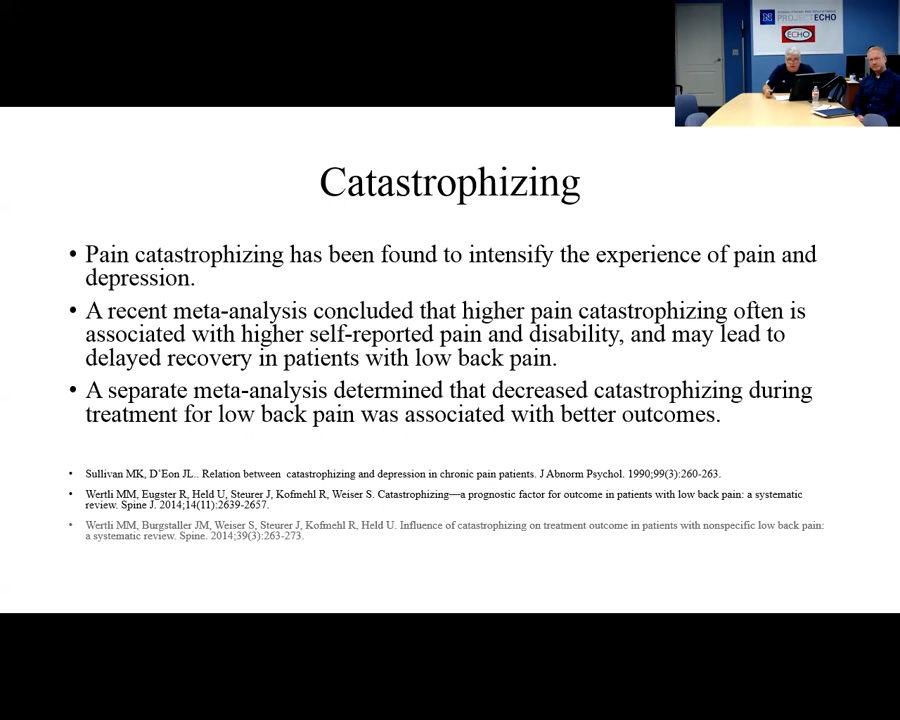 PROJECT ECHO
ECHO
Catastrophizing
• Pain catastrophizing has been found to intensify the experience of pain and
depression.
• A recent meta-analysis concluded that higher pain catastrophizing often is
associated with higher self-reported pain and disability, and may lead to
delayed recovery in patients with low back pain.
• A separate meta-analysis determined that decreased catastrophizing during
treatment for low back pain was associated with better outcomes.
• Sullivan MK, D’Eon JL.. Relation between catastrophizing and depression in chronic pain patients. J Abnorm Psychol. 1990;99(3):260-263.
• Wertli MM, Eugster R, Held U, Steurer J, Kofmehl R, Weiser S. Catastrophizing—a prognostic factor for outcome in patients with low back pain: a systematic
review. Spine J. 2014;14(11):2639-2657.
• Wertli MM, Burgstaller JM, Weiser S, Steurer J, Kofmehl R, Held U. Influence of catastrophizing on treatment outcome in patients with nonspecific low back pain:
a systematic review. Spine. 2014;39(3):263-273.